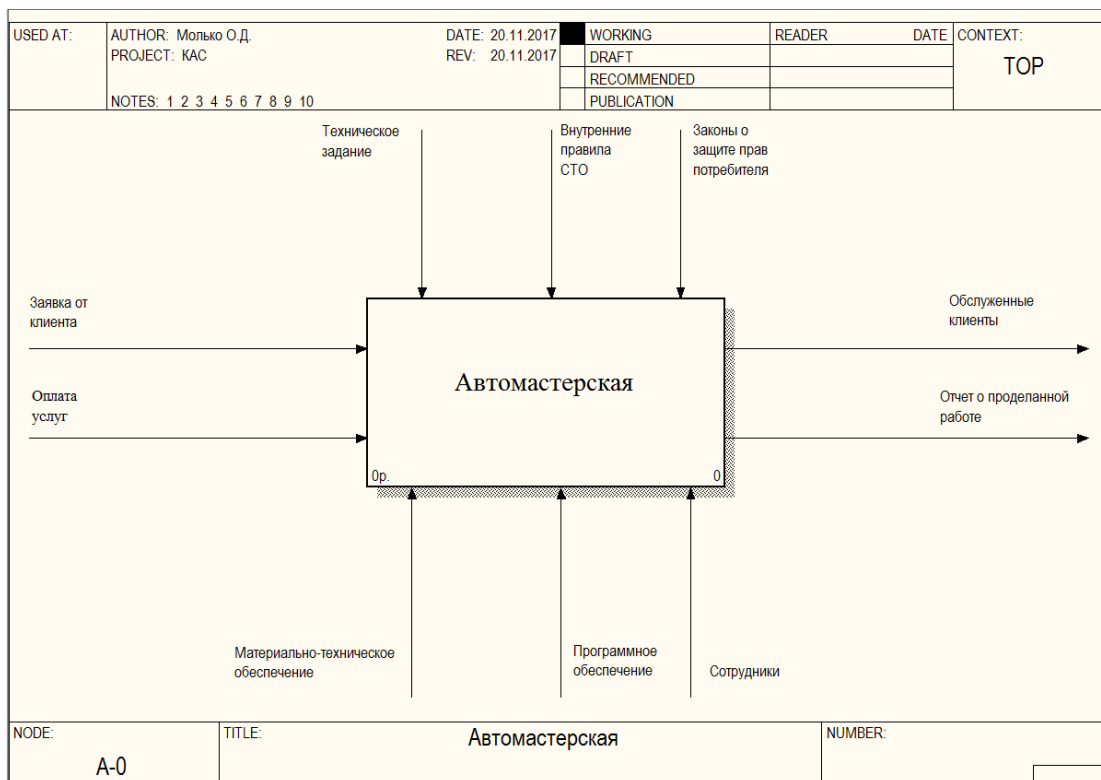 USED AT:
AUTHOR: Молько О.Д.
DATE: 20.11.2017
WORKING
READER
DATE
CONTEXT:
PROJECT: КАС
REV: 20.11.2017
DRAFT
TOP
RECOMMENDED
NOTES: 1 2 3 4 5 6 7 8 9 10
PUBLICATION
Техническое
задание
Внутренние
правила
СТО
Законы о
защите прав
потребителя
Заявка от
клиента
Обслуженные
клиенты
Автомастерская
Оплата
услуг
Отчет о проделанной
работе
0р.
0
Материально-техническое
обеспечение
Программное
обеспечение
Сотрудники
NODE:
TITLE:
Автомастерская
NUMBER:
A-0